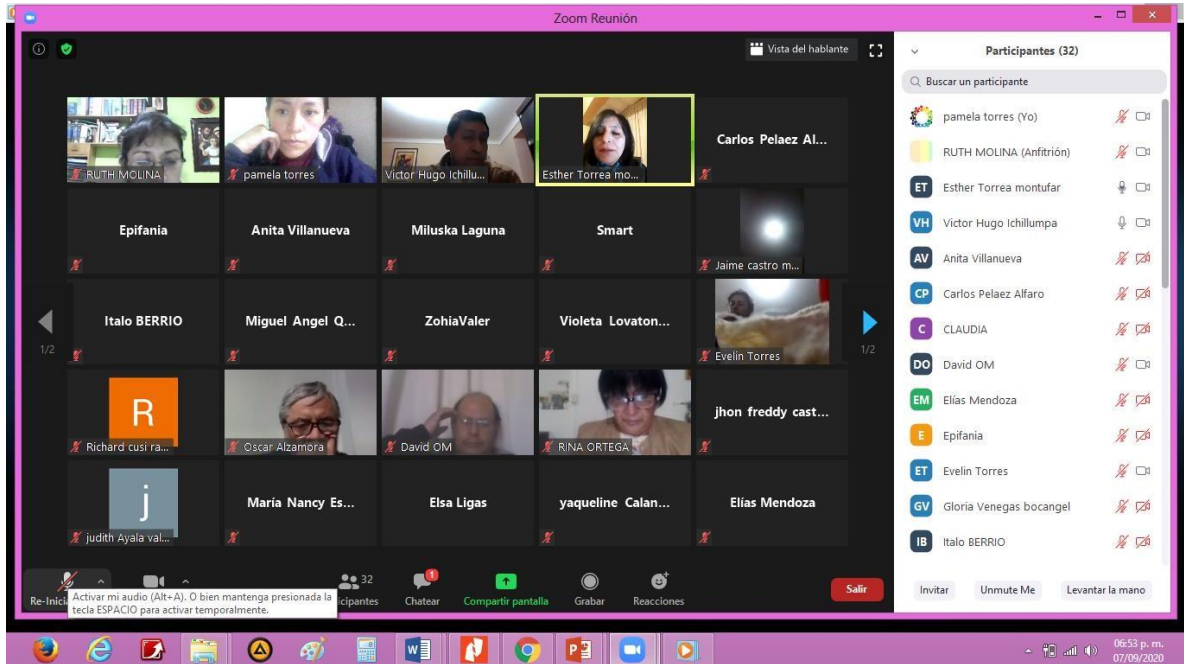 Zoom Reunión
Vista del hablante
RUTH MOLINA
pamela torres
Victor Hugo Ichillu...
Esther Torrea mo...
Carlos Pelaez Al...
Epifania
Anita Villanueva
Miluska Laguna
Smart
Jaime castro m...
1/2
Italo BERRIO
Miguel Angel Q...
ZohiaValer
Violeta Lovaton...
Evelin Torres
1/2
R
Richard cusi ra...
Oscar Alzamora
David OM
RINA ORTEGA
jhon freddy cast...
j
judith Ayala val...
María Nancy Es...
Elsa Ligas
yaqueline Calan...
Elías Mendoza
Re-Inici
Activar mi audio (Alt+A). O bien mantenga presionada la
tecla ESPACIO para activar temporalmente.
32
icipantes
1
Chatear
Compartir pantalla
Grabar
Reacciones
Salir
Participantes (32)
Buscar un participante
pamela torres (Yo)
RUTH MOLINA (Anfitrión)
ET Esther Torrea montufar
VH Victor Hugo Ichillumpa
AV Anita Villanueva
CP Carlos Pelaez Alfaro
C CLAUDIA
DO David OM
EM Elías Mendoza
E Epifania
ET Evelin Torres
GV Gloria Venegas bocangel
IB Italo BERRIO
Invitar
Unmute Me
Levantar la mano
06:53 p. m.
07/09/2020